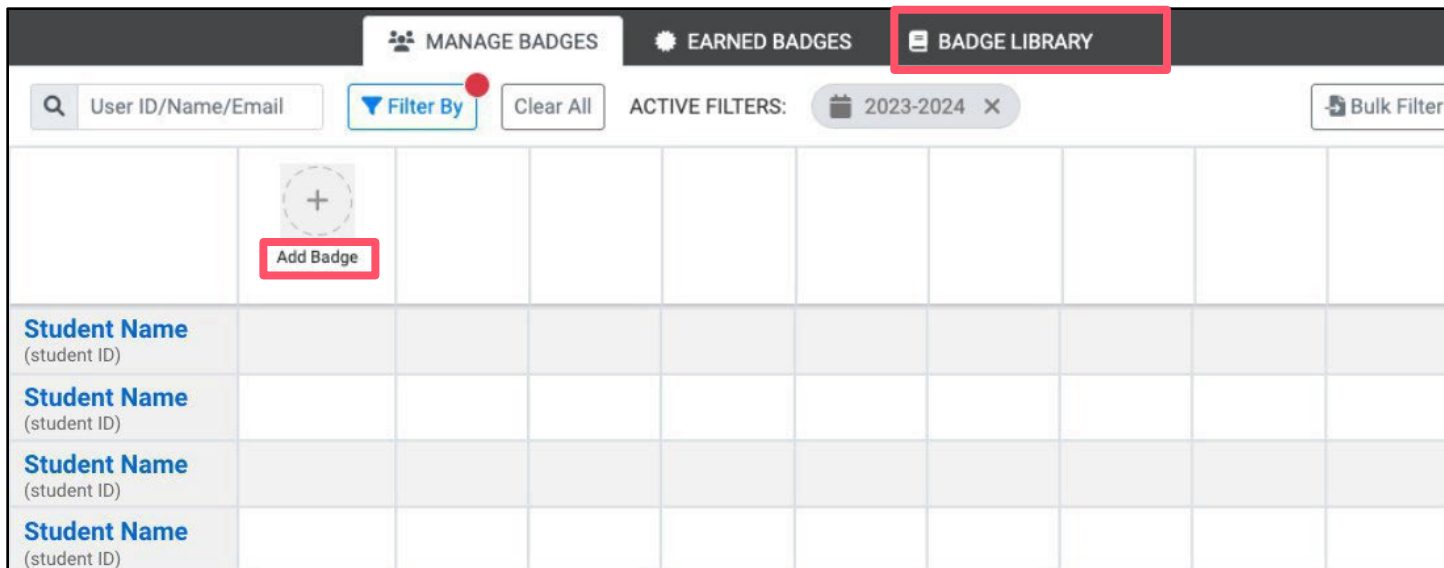 MANAGE BADGES EARNED BADGES BADGE LIBRARY
User ID/Name/Email Filter By Clear All ACTIVE FILTERS: 2023-2024 × Bulk Filter
+
Add Badge
Student Name
(student ID)
Student Name
(student ID)
Student Name
(student ID)
Student Name
(student ID)